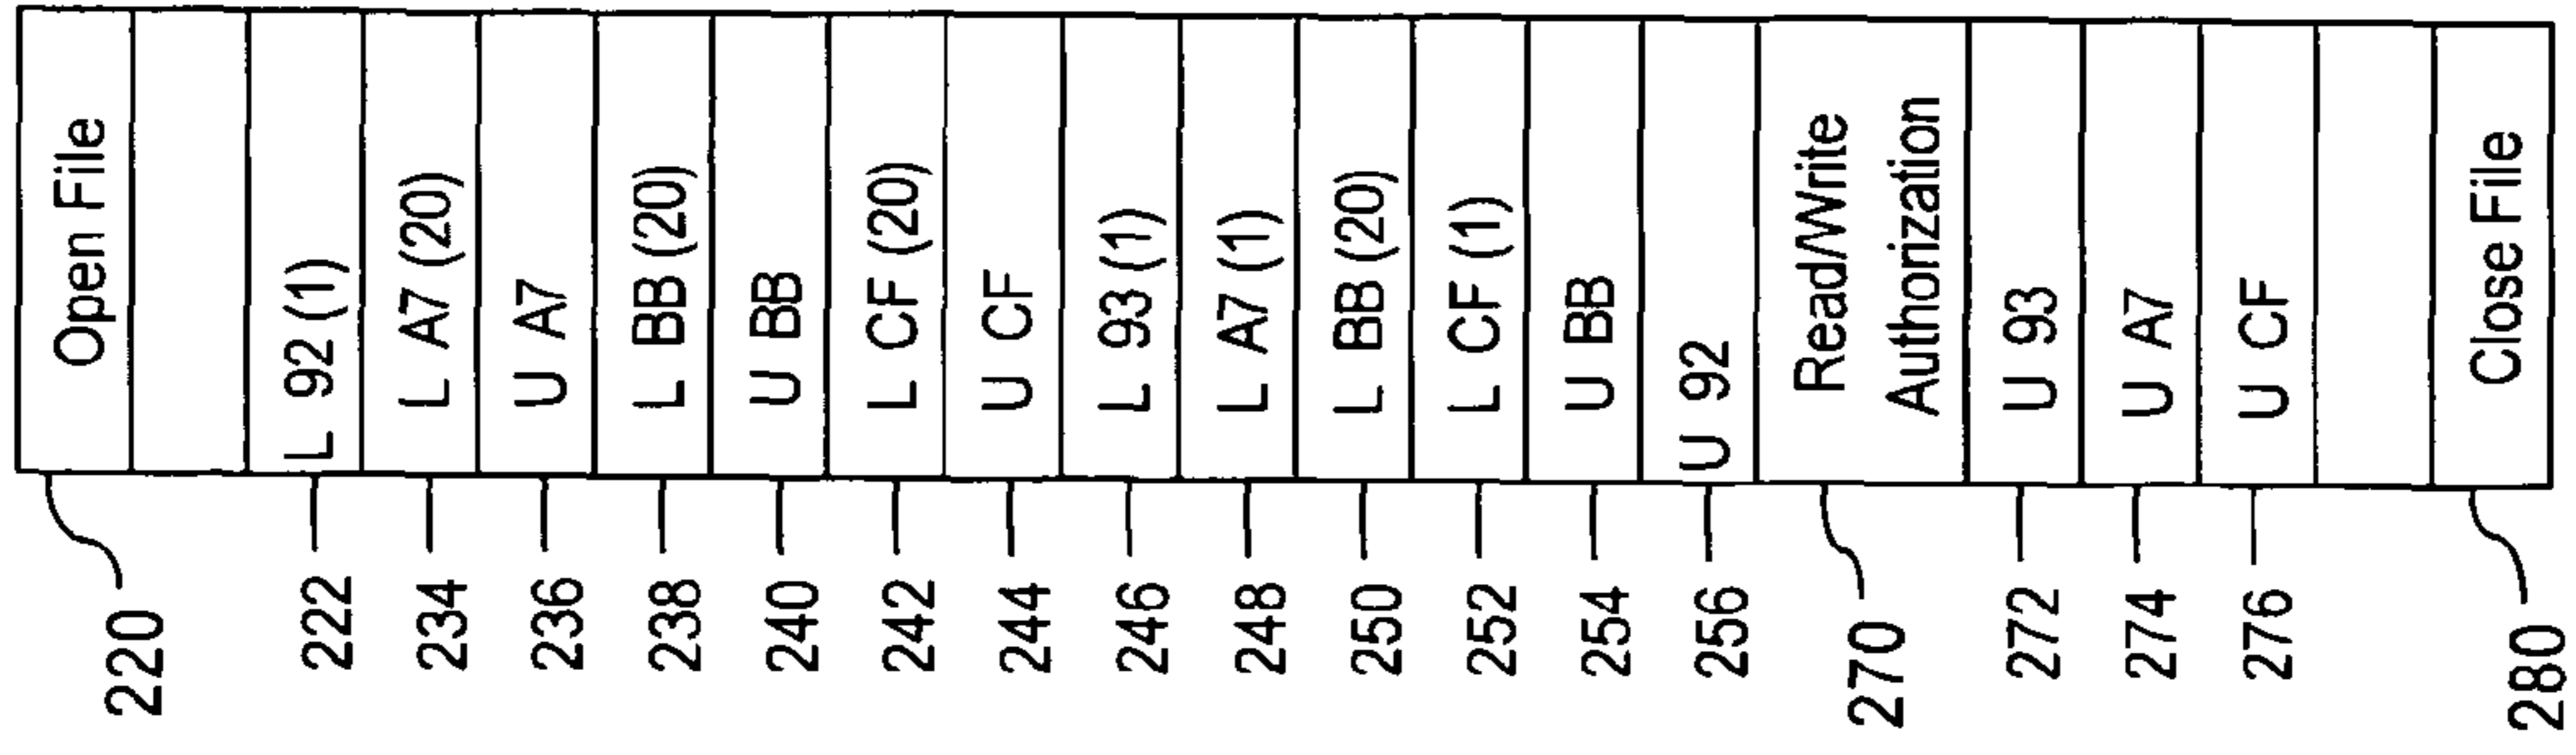 220 Open File
222 L 92 (1)
234 L A7 (20)
236 U A7
238 L BB (20)
240 U BB
242 L CF (20)
244 U CF
246 L 93 (1)
248 L A7 (1)
250 L BB (20)
252 L CF (1)
254 U BB
256 U 92
270 Read/Write
Authorization
272 U 93
274 U A7
276 U CF
280 Close File